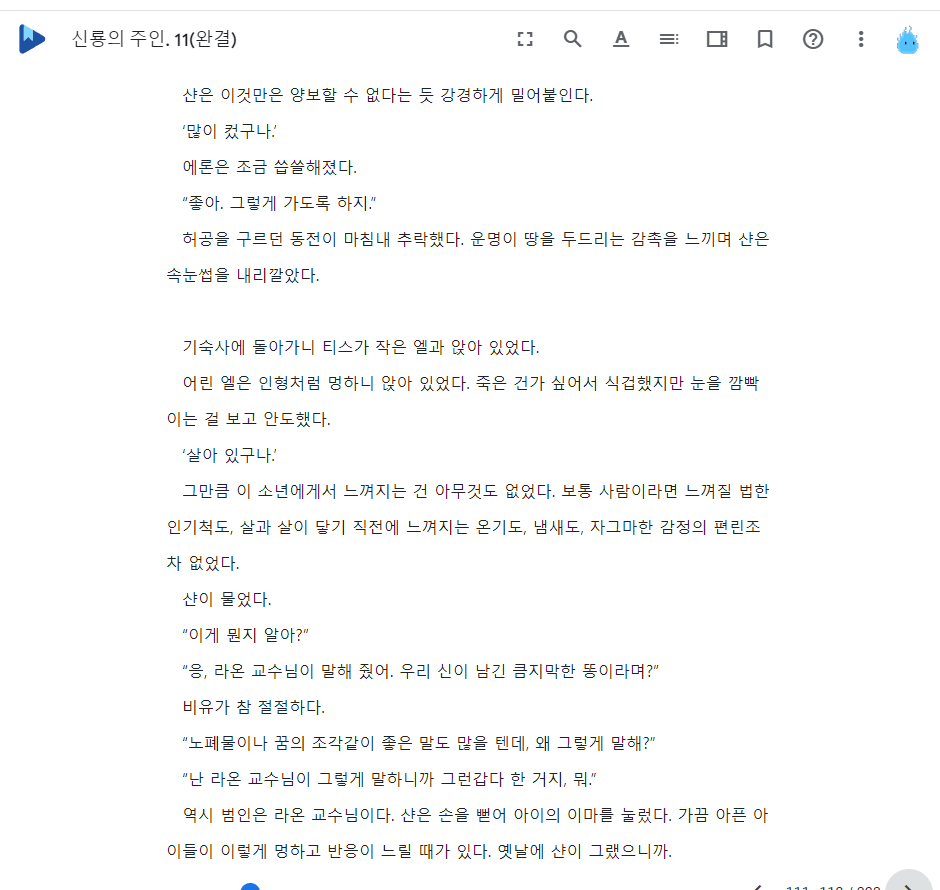 신룡의 주인. 11(완결)
샨은 이것만은 양보할 수 없다는 듯 강경하게 밀어붙인다.
‘많이 컸구나.’
에론은 조금 씁쓸해졌다.
“좋아. 그렇게 가도록 하지.”
허공을 구르던 동전이 마침내 추락했다. 운명이 땅을 두드리는 감촉을 느끼며 샨은
속눈썹을 내리깔았다.
기숙사에 돌아가니 티스가 작은 엘과 앉아 있었다.
어린 엘은 인형처럼 멍하니 앉아 있었다. 죽은 건가 싶어서 식겁했지만 눈을 깜빡
이는 걸 보고 안도했다.
‘살아 있구나.’
그만큼 이 소년에게서 느껴지는 건 아무것도 없었다. 보통 사람이라면 느껴질 법한
인기척도, 살과 살이 닿기 직전에 느껴지는 온기도, 냄새도, 자그마한 감정의 편린조
차 없었다.
샨이 물었다.
“이게 뭔지 알아?”
“응, 라온 교수님이 말해 줬어. 우리 신이 남긴 큼지막한 똥이라며?”
비유가 참 절절하다.
“노폐물이나 꿈의 조각같이 좋은 말도 많을 텐데, 왜 그렇게 말해?”
“난 라온 교수님이 그렇게 말하니까 그런갑다 한 거지, 뭐.”
역시 범인은 라온 교수님이다. 샨은 손을 뻗어 아이의 이마를 눌렀다. 가끔 아픈 아
이들이 이렇게 멍하고 반응이 느릴 때가 있다. 옛날에 샨이 그랬으니까.